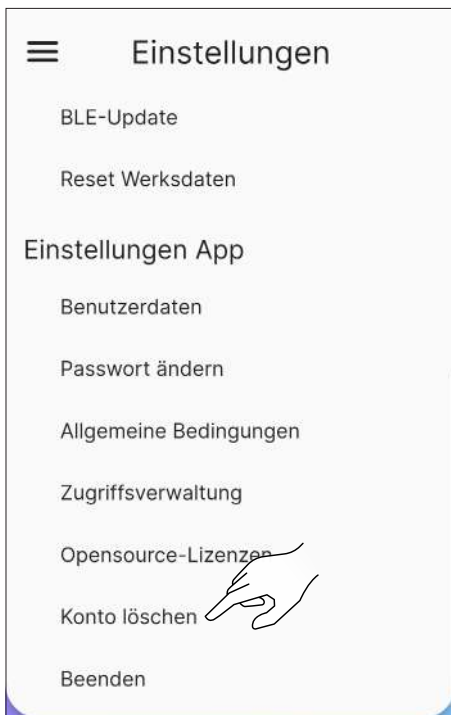 Einstellungen
BLE-Update
Reset Werksdaten
Einstellungen App
Benutzerdaten
Passwort ändern
Allgemeine Bedingungen
Zugriffsverwaltung
Opensource-Lizenzen
Konto löschen
Beenden